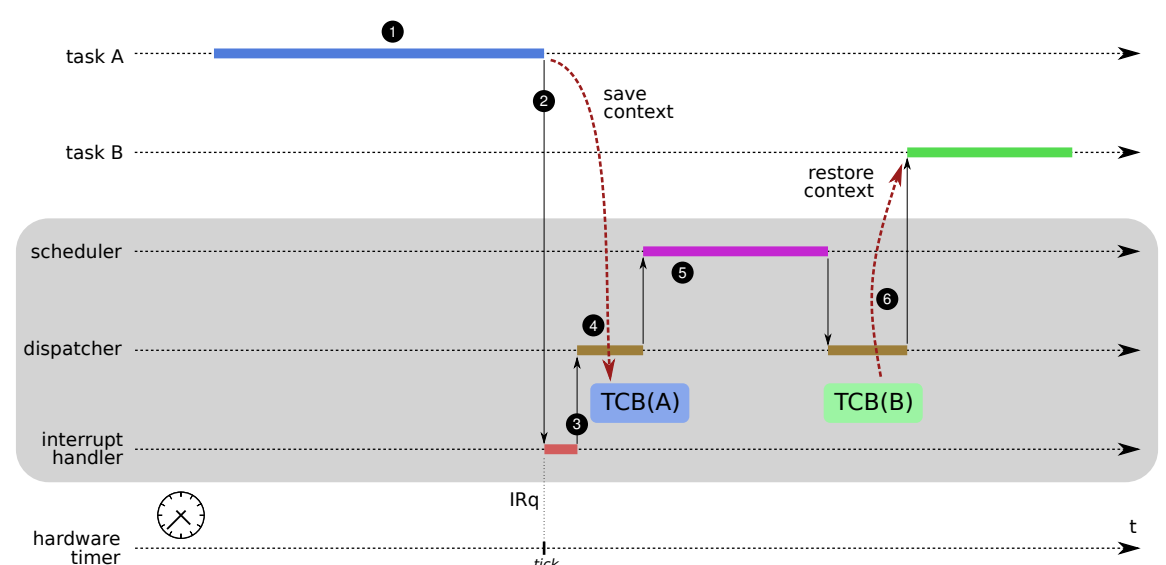 1
task A
2
save
context
task B
restore
context
scheduler
5
6
4
dispatcher
TCB(A)
TCB(B)
3
interrupt
handler
IRq
t
hardware
timer
tick